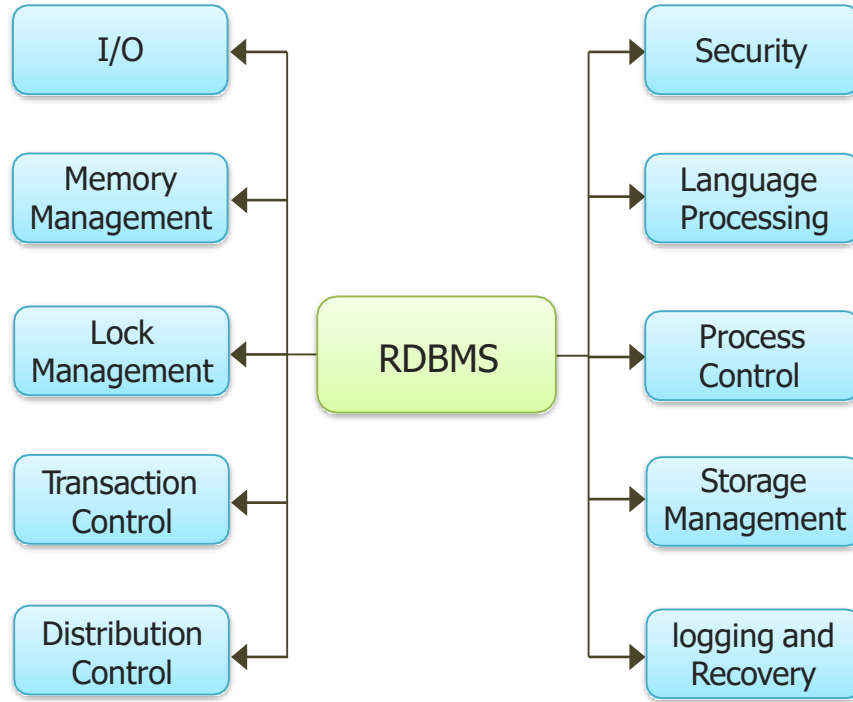 I/O
Memory
Management
Lock
Management
Transaction
Control
Distribution
Control
RDBMS
Security
Language
Processing
Process
Control
Storage
Management
logging and
Recovery